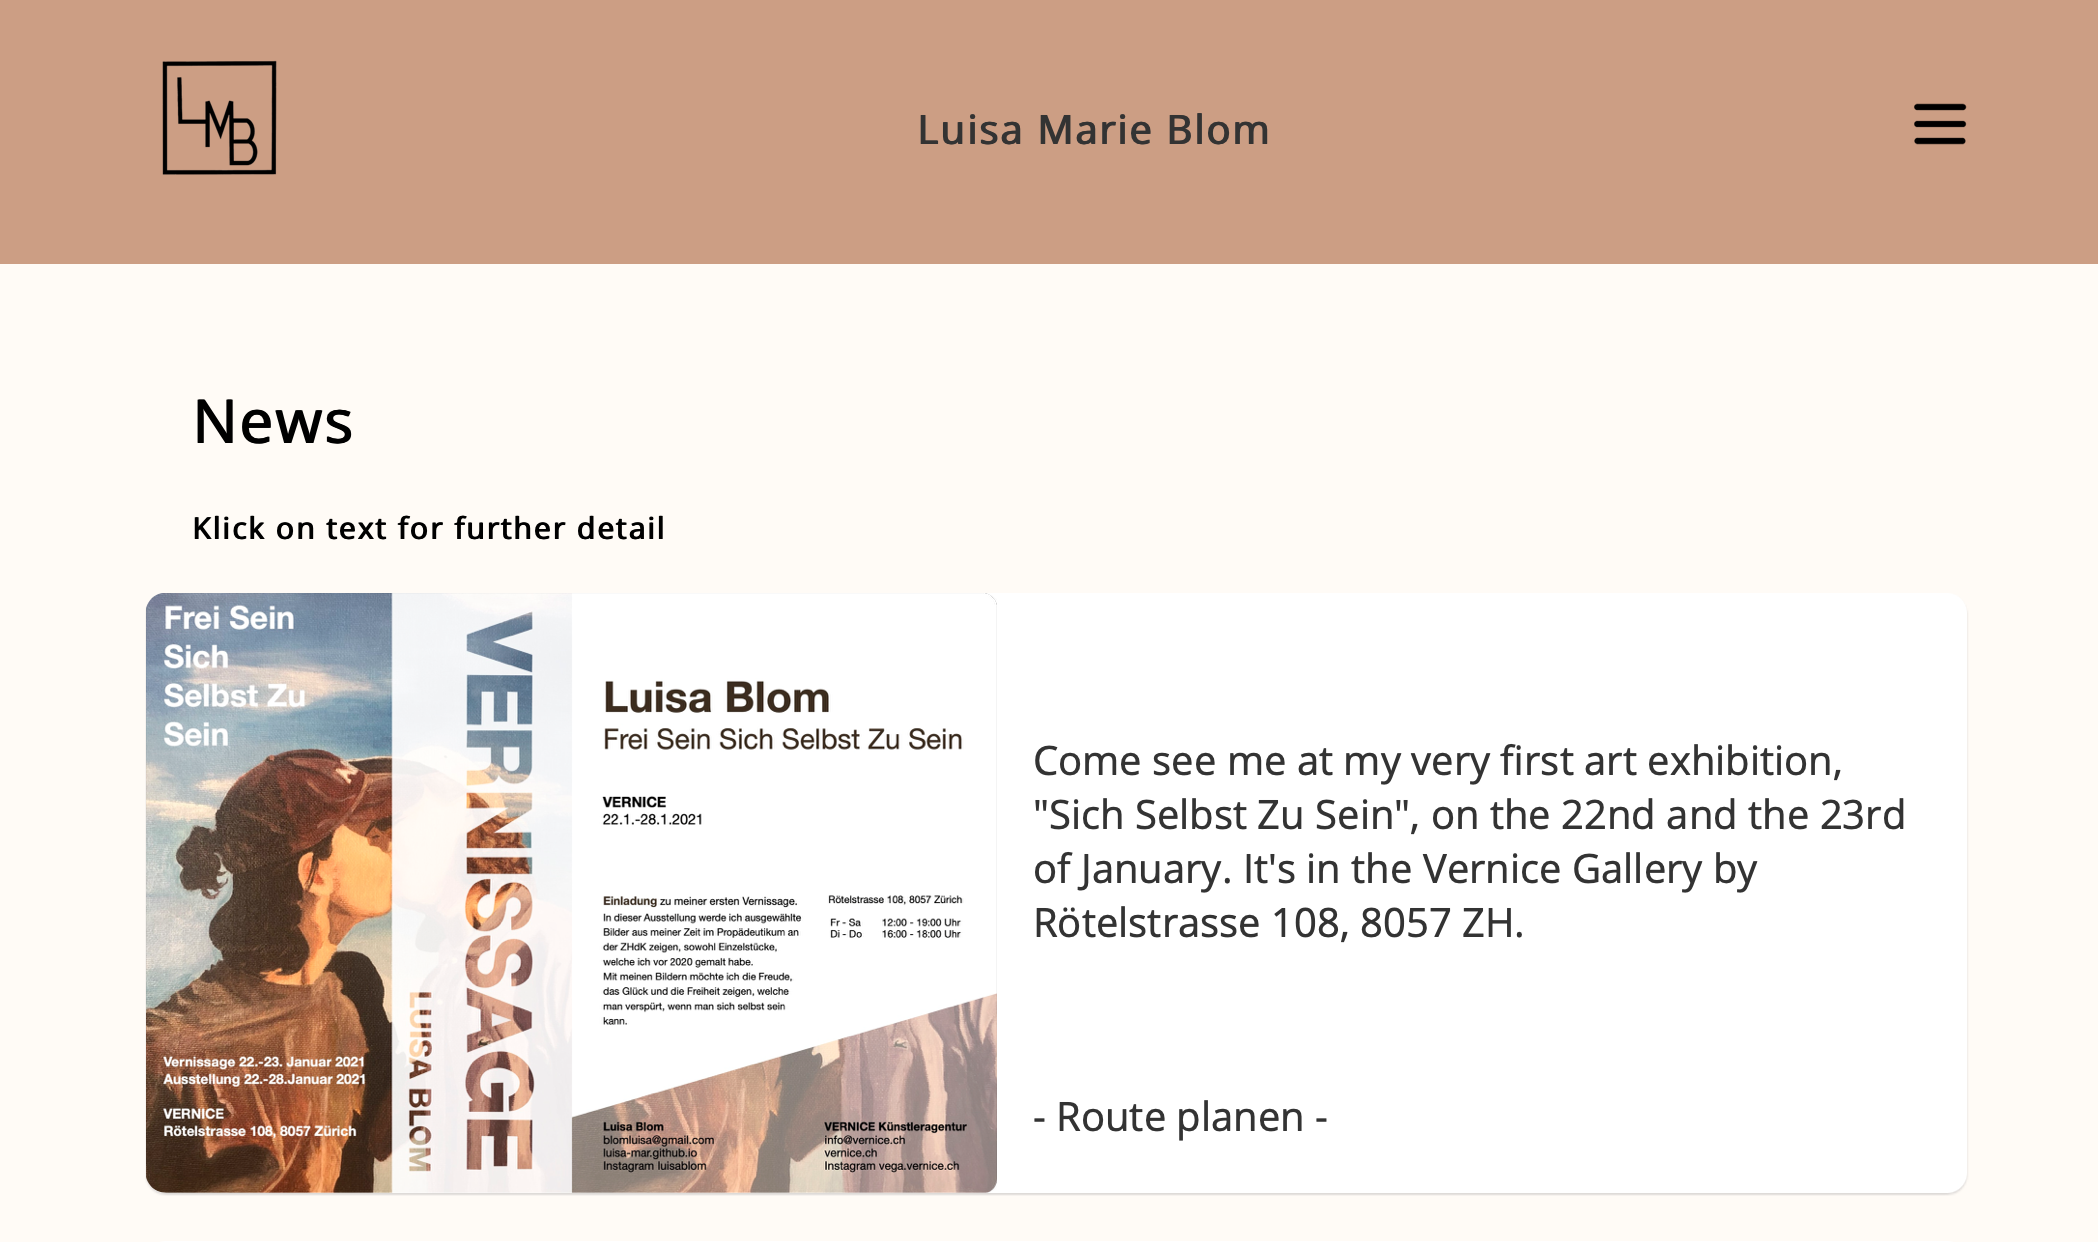 LMB
Luisa Marie Blom
News
Klick on text for further detail
Frei Sein
Sich
Selbst Zu
Sein
Vernissage 22.-23. Januar 2021
Ausstellung 22.-28.Januar 2021
VERNICE
Rötelstrasse 108, 8057 Zürich
LUISA BLOM
VERNISSAGE
Luisa Blom
Frei Sein Sich Selbst Zu Sein
VERNICE
22.1.-28.1.2021
Einladung zu meiner ersten Vernissage.
In dieser Ausstellung werde ich ausgewählte
Bilder aus meiner Zeit im Propädeutikum an
der ZHdK zeigen, sowohl Einzelstücke,
welche ich vor 2020 gemalt habe.
Mit meinen Bildern möchte ich die Freude,
das Glück und die Freiheit zeigen, welche
man verspürt, wenn man sich selbst sein
kann.
Rötelstrasse 108, 8057 Zürich
Fr - Sa 12:00 - 19:00 Uhr
Di - Do 16:00 - 18:00 Uhr
Luisa Blom
blomluisa@gmail.com
luisa-mar.github.io
Instagram luisablom
VERNICE Künstleragentur
info@vernice.ch
vernice.ch
Instagram vega.vernice.ch
Come see me at my very first art exhibition,
"Sich Selbst Zu Sein", on the 22nd and the 23rd
of January. It's in the Vernice Gallery by
Rötelstrasse 108, 8057 ZH.
- Route planen -